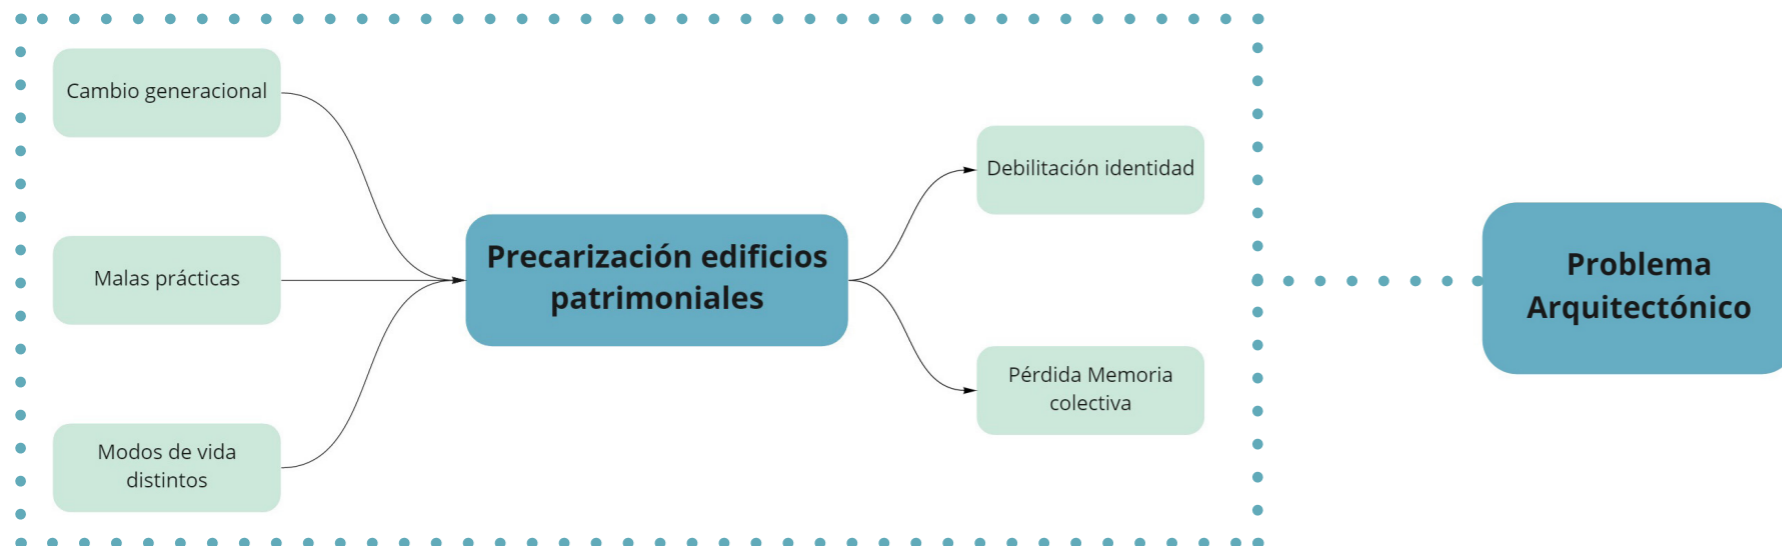 Cambio generacional
Malas prácticas
Modos de vida
distintos
Precarización edificios
patrimoniales
Debilitación identidad
Pérdida Memoria
colectiva
Problema
Arquitectónico